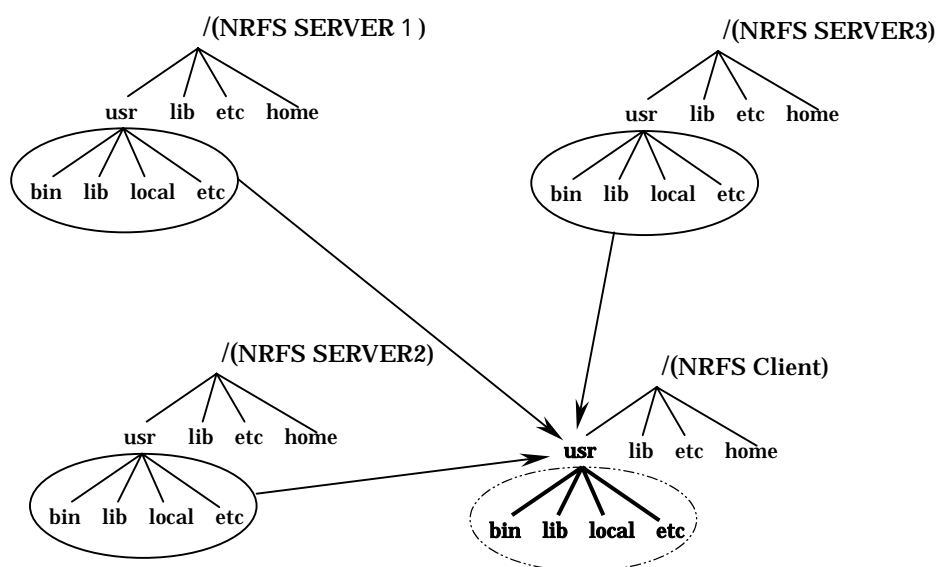 /(NRFS SERVER 1 )
usr lib etc home
bin lib local etc
/(NRFS SERVER3)
usr lib etc home
bin lib local etc
/(NRFS SERVER2)
usr lib etc home
bin lib local etc
/(NRFS Client)
usr lib etc home
bin lib local etc